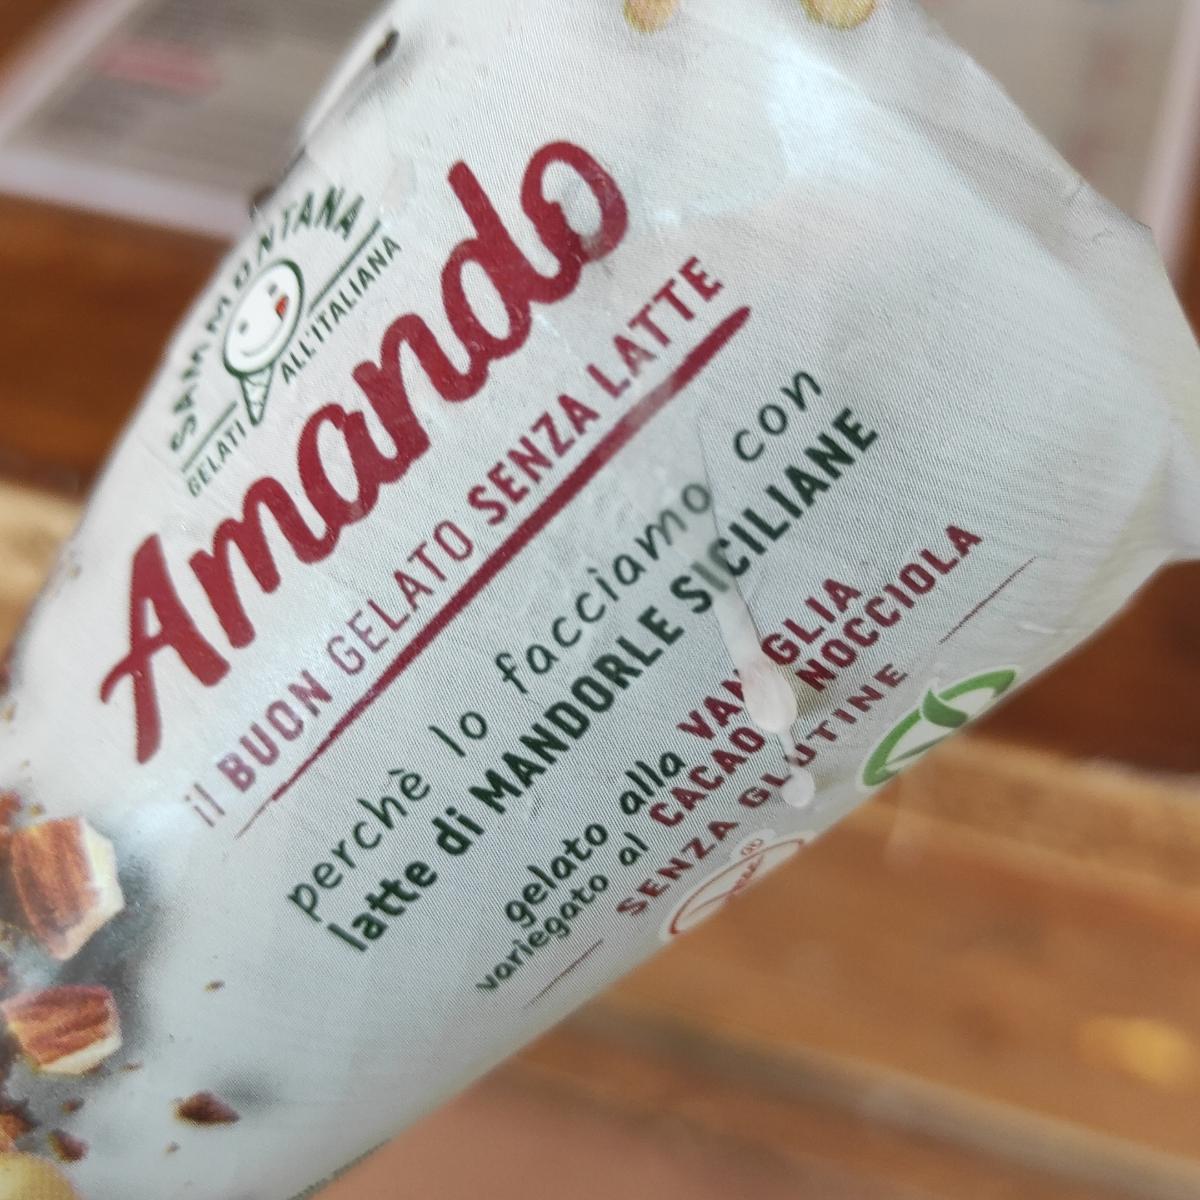 SAMMONTANA
GELATI ALL'ITALIANA
Amando
il BUON GELATO SENZA LATTE
perchè lo facciamo con
latte di MANDORLE SICILIANE
gelato alla VANIGLIA
variegato al CACAO NOCCIOLA
SENZA GLUTINE